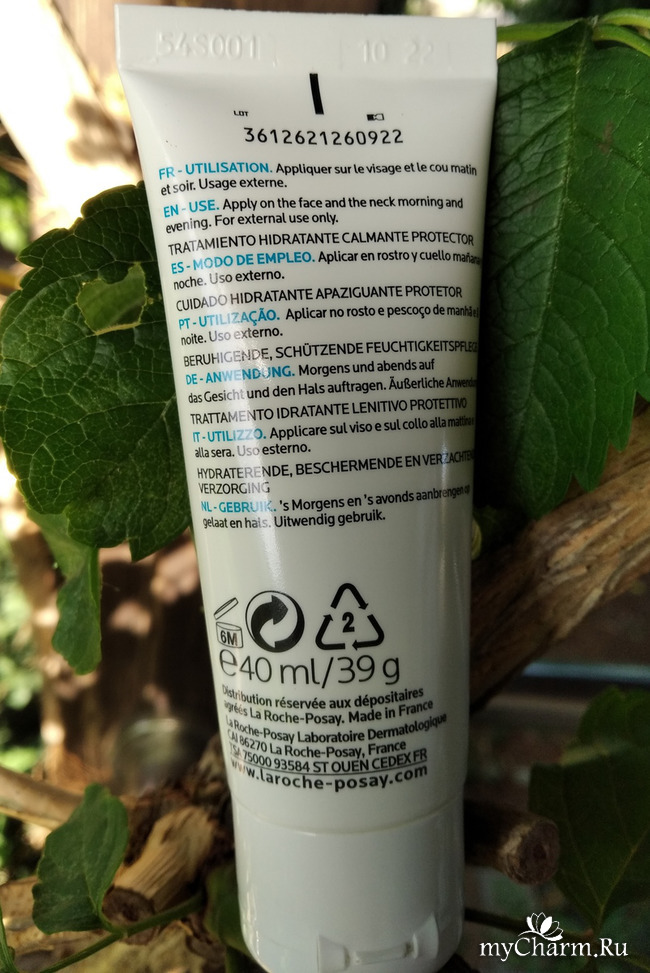 54S001 10 22
LOT
3612621260922
FR - UTILISATION. Appliquer sur le visage et le cou matin
et soir. Usage externe.
EN - USE. Apply on the face and the neck morning and
evening. For external use only.
TRATAMIENTO HIDRATANTE CALMANTE PROTECTOR
ES - MODO DE EMPLEO. Aplicar en rostro y cuello mañana
noche. Uso externo.
CUIDADO HIDRATANTE APAZIGUANTE PROTETOR
PT - UTILIZAÇÃO. Aplicar no rosto e pescoço de manhã e
noite. Uso externo.
BERUHIGENDE, SCHÜTZENDE FEUCHTIGKEITSPFLEGE
DE - ANWENDUNG. Morgens und abends auf
das Gesicht und den Hals auftragen. Äußerliche Anwendu
TRATTAMENTO IDRATANTE LENITIVO PROTETTIVO
IT - UTILIZZO. Applicare sul viso e sul collo alla mattina e
alla sera. Uso esterno.
HYDRATERENDE, BESCHERMENDE EN VERZACHTEN
VERZORGING
NL - GEBRUIK. 's Morgens en 's avonds aanbrengen op
gelaat en hals. Uitwendig gebruik.
6M 2
℮40 ml/39 g
Distribution réservée aux dépositaires
agréés La Roche-Posay. Made in France
La Roche-Posay Laboratoire Dermatologique
CAI 86270 La Roche-Posay, France
TSA 75000 93584 ST OUEN CEDEX FR
www.laroche-posay.com
myCharm.Ru